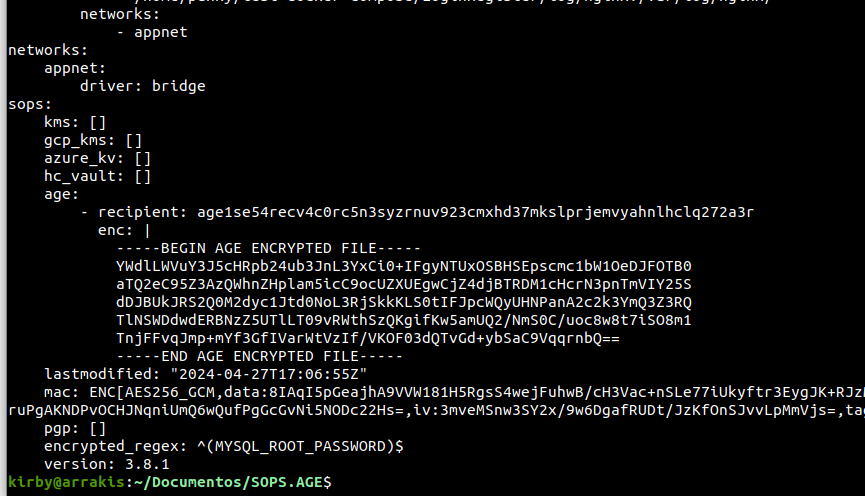 networks:
- appnet
networks:
appnet:
driver: bridge
sops:
kms: []
gcp_kms: []
azure_kv: []
hc_vault: []
age:
- recipient: age1se54recv4c0rc5n3syzrnuv923cmxhd37mkslprjemvyahnlhclq272a3r
enc: |
-----BEGIN AGE ENCRYPTED FILE-----
YWdlLWVuY3J5cHRpb24ub3JnL3YxCi0+IFgyNTUxOSBHSEpscmc1bW1OeDJFOTB0
aTQ2eC95Z3AzQWhnZHplam5icC9ocUZXUEgwCjZ4djBTRDM1cHcrN3pnTmVIY25S
dDJBUkJRS2Q0M2dyc1Jtd0NoL3RjSkkKLS0tIFJpcWQyUHNPanA2c2k3YmQ3Z3RQ
TlNSWDdwdERBNzZ5UTlLT09vRWthSzQKgifKw5amUQ2/NmS0C/uoc8w8t7iSO8m1
TnjFFvqJmp+mYf3GfIVarWtVzIf/VKOF03dQTvGd+ybSaC9VqqrnbQ==
-----END AGE ENCRYPTED FILE-----
lastmodified: "2024-04-27T17:06:55Z"
mac: ENC[AES256_GCM,data:8IAqI5pGeajhA9VVW181H5RgsS4wejFuhwB/cH3Vac+nSLe77iUkyftr3EygJK+RJz
ruPgAKNDPvOCHJNqniUmQ6wQufPgGcGvNi5NODc22Hs=,iv:3mveMSnw3SY2x/9w6DgafRUDt/JzKfOnSJvvLpMmVjs=,ta
pgp: []
encrypted_regex: ^(MYSQL_ROOT_PASSWORD)$
version: 3.8.1
kirby@arrakis:~/Documentos/SOPS.AGE$